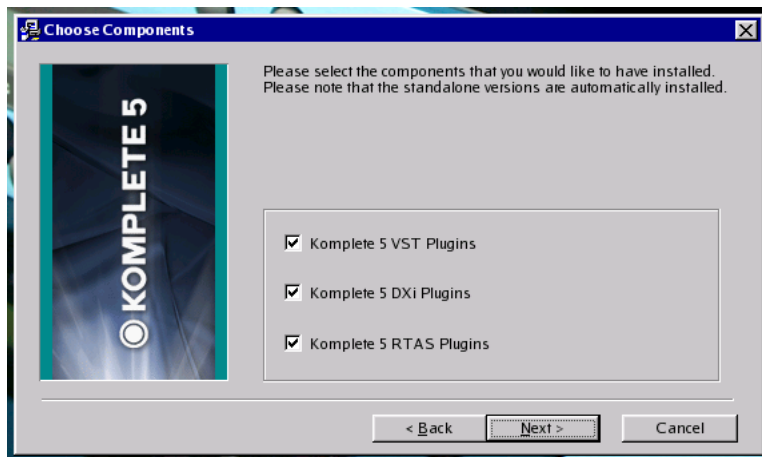 Choose Components
Please select the components that you would like to have installed.
Please note that the standalone versions are automatically installed.
KOMPLETE 5
Komplete 5 VST Plugins
Komplete 5 DXi Plugins
Komplete 5 RTAS Plugins
< Back
Next >
Cancel